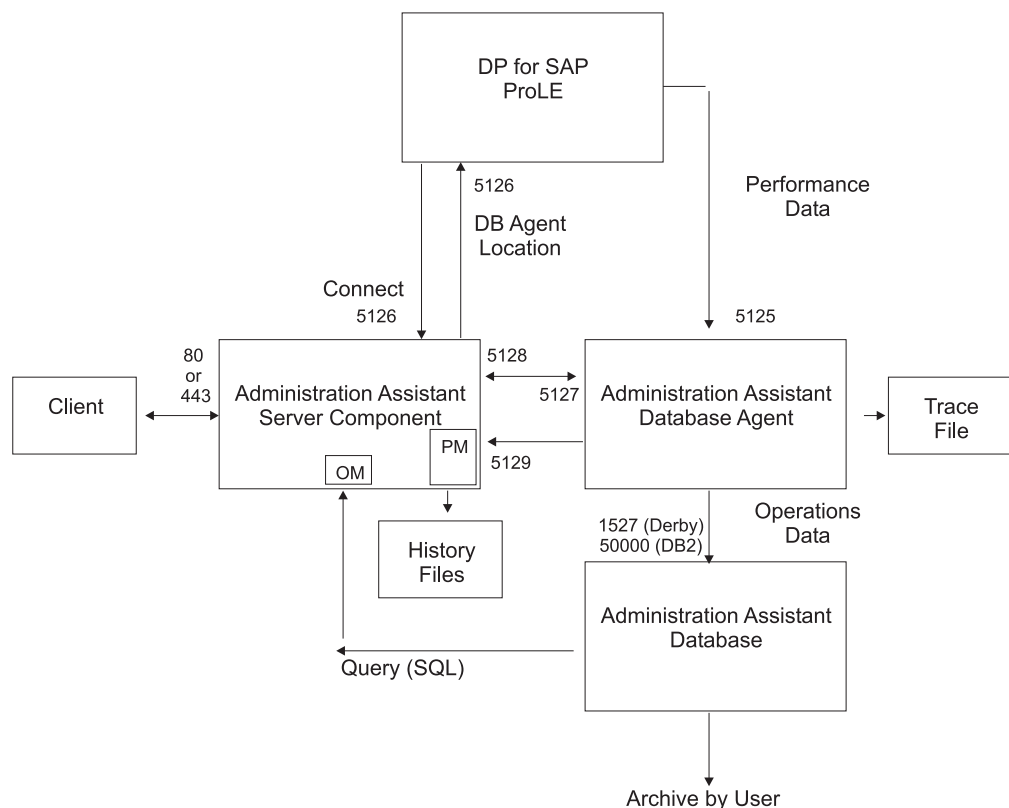 DP for SAP
ProLE
5126
DB Agent
Location
Performance
Data
Connect
5126
5125
80
or
443
Client
Administration Assistant
Server Component
PM
OM
5128
5127
5129
Administration Assistant
Database Agent
Trace
File
History
Files
1527 (Derby)
50000 (DB2)
Operations
Data
Administration Assistant
Database
Query (SQL)
Archive by User